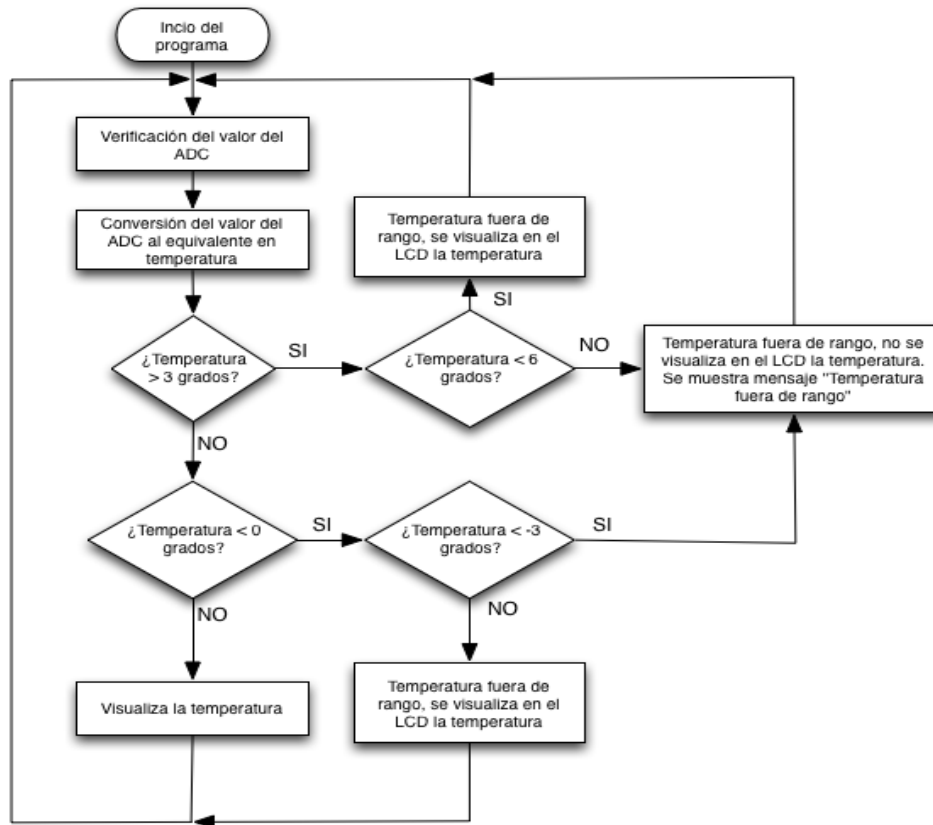 Incio del
programa
Verificación del valor del
ADC
Conversión del valor del
ADC al equivalente en
temperatura
Temperatura fuera de
rango, se visualiza en el
LCD la temperatura
SI
¿Temperatura
> 3 grados?
SI
¿Temperatura < 6
grados?
NO
Temperatura fuera de rango, no se
visualiza en el LCD la temperatura.
Se muestra mensaje "Temperatura
fuera de rango"
NO
¿Temperatura < 0
grados?
SI
¿Temperatura < -3
grados?
SI
NO
NO
Visualiza la temperatura
Temperatura fuera de
rango, se visualiza en el
LCD la temperatura